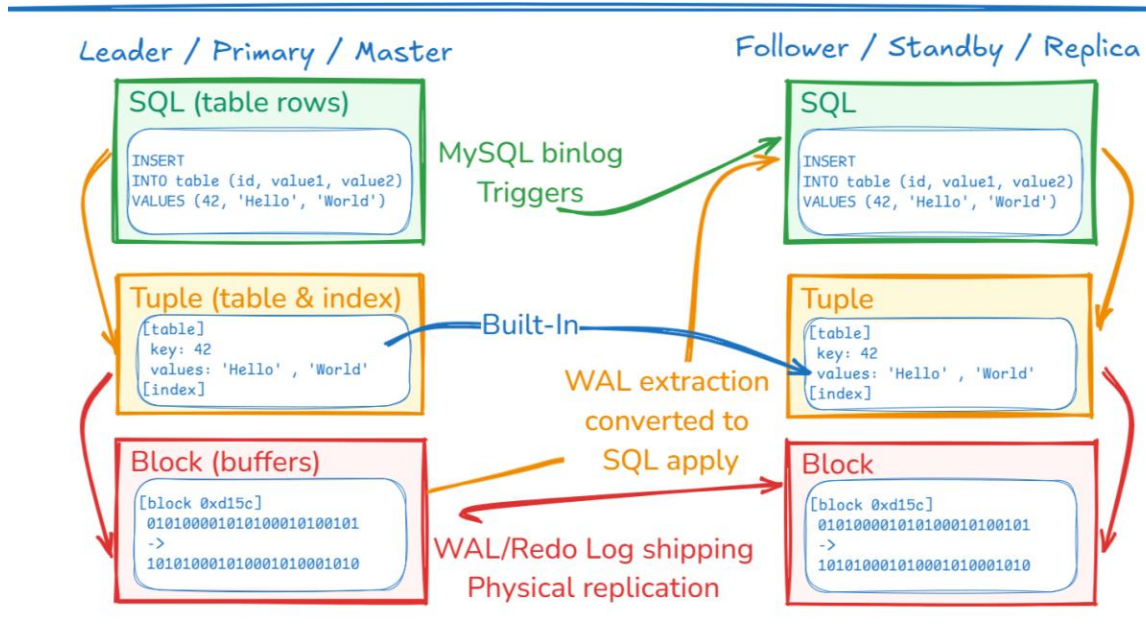 Leader / Primary / Master
SQL (table rows)
INSERT
INTO table (id, value1, value2)
VALUES (42, 'Hello', 'World')
Tuple (table & index)
[table]
key: 42
values: 'Hello' , 'World'
[index]
Block (buffers)
[block 0xd15c]
010100001010100010100101
->
101010001010001010001010
MySQL binlog
Triggers
Built-In
WAL extraction
converted to
SQL apply
WAL/Redo Log shipping
Physical replication
Follower / Standby / Replica
SQL
INSERT
INTO table (id, value1, value2)
VALUES (42, 'Hello', 'World')
Tuple
[table]
key: 42
values: 'Hello' , 'World'
[index]
Block
[block 0xd15c]
010100001010100010100101
->
101010001010001010001010